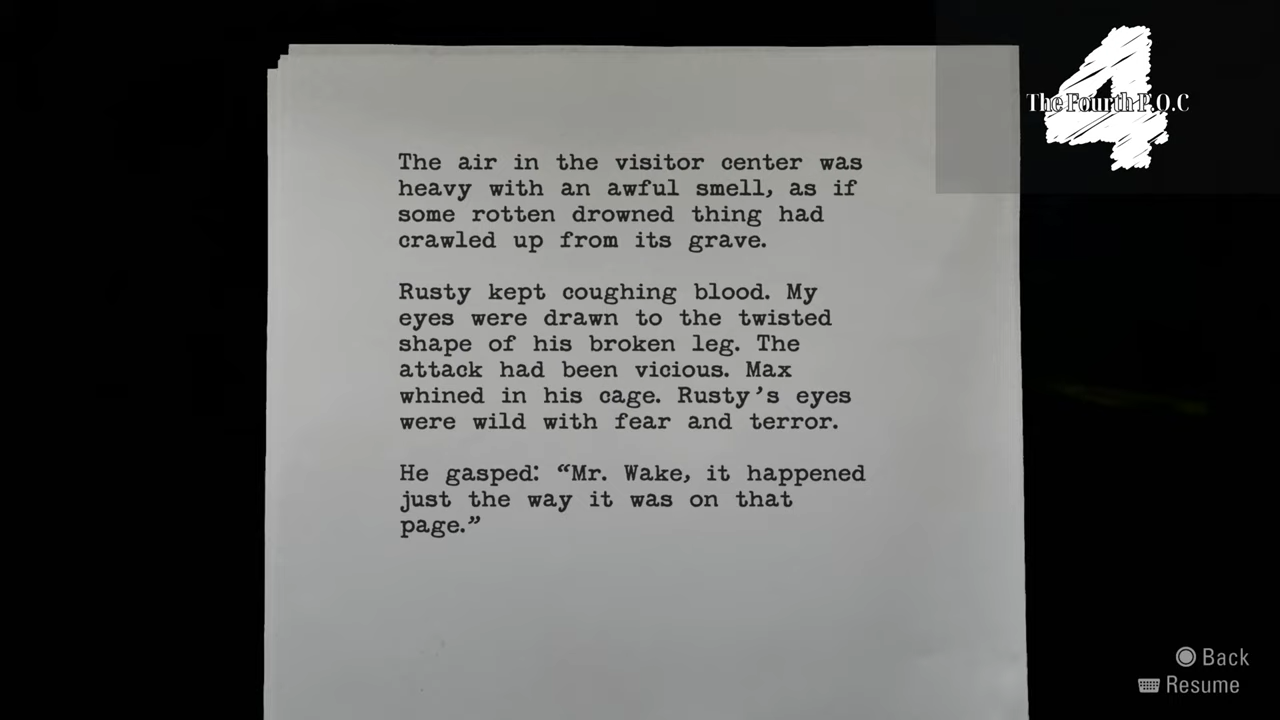 4
The Fourth P.O.C
The air in the visitor center was
heavy with an awful smell, as if
some rotten drowned thing had
crawled up from its grave.
Rusty kept coughing blood. My
eyes were drawn to the twisted
shape of his broken leg. The
attack had been vicious. Max
whined in his cage. Rusty’s eyes
were wild with fear and terror.
He gasped: “Mr. Wake, it happened
just the way it was on that
page.”
Back
Resume